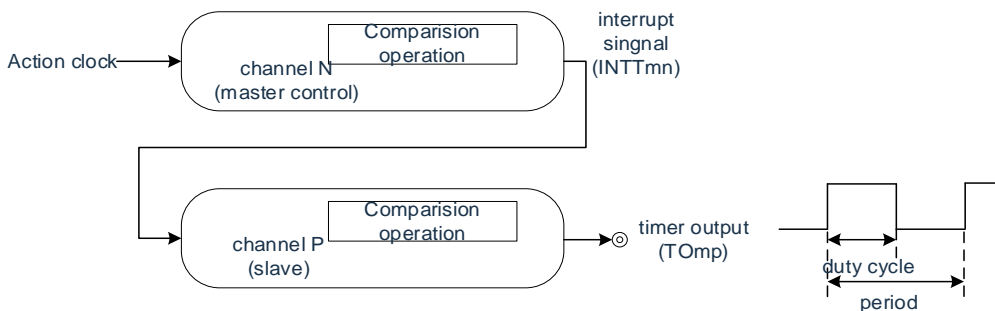 Comparision
operation
interrupt
singnal
(INTTmn)
Action clock
channel N
(master control)
Comparision
operation
channel P
(slave)
timer output
(TOmp)
duty cycle
period